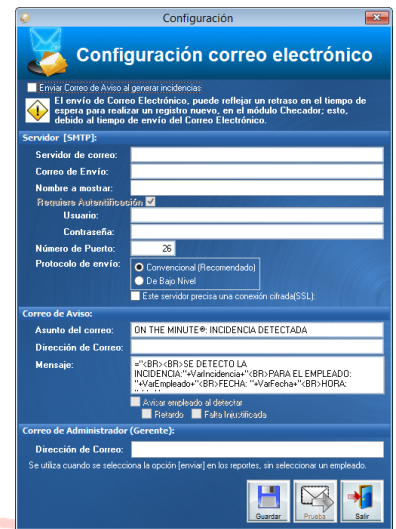 Configuración
Configuración correo electrónico
Enviar Correo de Aviso al generar incidencias
El envío de Correo Electrónico, puede reflejar un retraso en el tiempo de
espera para realizar un registro nuevo, en el módulo Checador; esto,
debido al tiempo de envío del Correo Electrónico.
Servidor [SMTP]:
Servidor de correo:
Correo de Envío:
Nombre a mostrar:
Requiere Autentificación
Usuario:
Contraseña:
Número de Puerto: 26
Protocolo de envío:
Convencional (Recomendado)
De Bajo Nivel
Este servidor precisa una conexión cifrada(SSL):
Correo de Aviso:
Asunto del correo: ON THE MINUTE®: INCIDENCIA DETECTADA
Dirección de Correo:
Mensaje: ="<BR><BR>SE DETECTO LA
INCIDENCIA:"+VarIncidencia+"<BR>PARA EL EMPLEADO:
"+VarEmpleado+"<BR>FECHA: "+VarFecha+"<BR>HORA:
Avisar empleado al detectar
Retardo Falta Injustificada
Correo de Administrador (Gerente):
Dirección de Correo:
Se utiliza cuando se selecciona la opción [enviar] en los reportes, sin seleccionar un empleado.
Guardar Prueba Salir